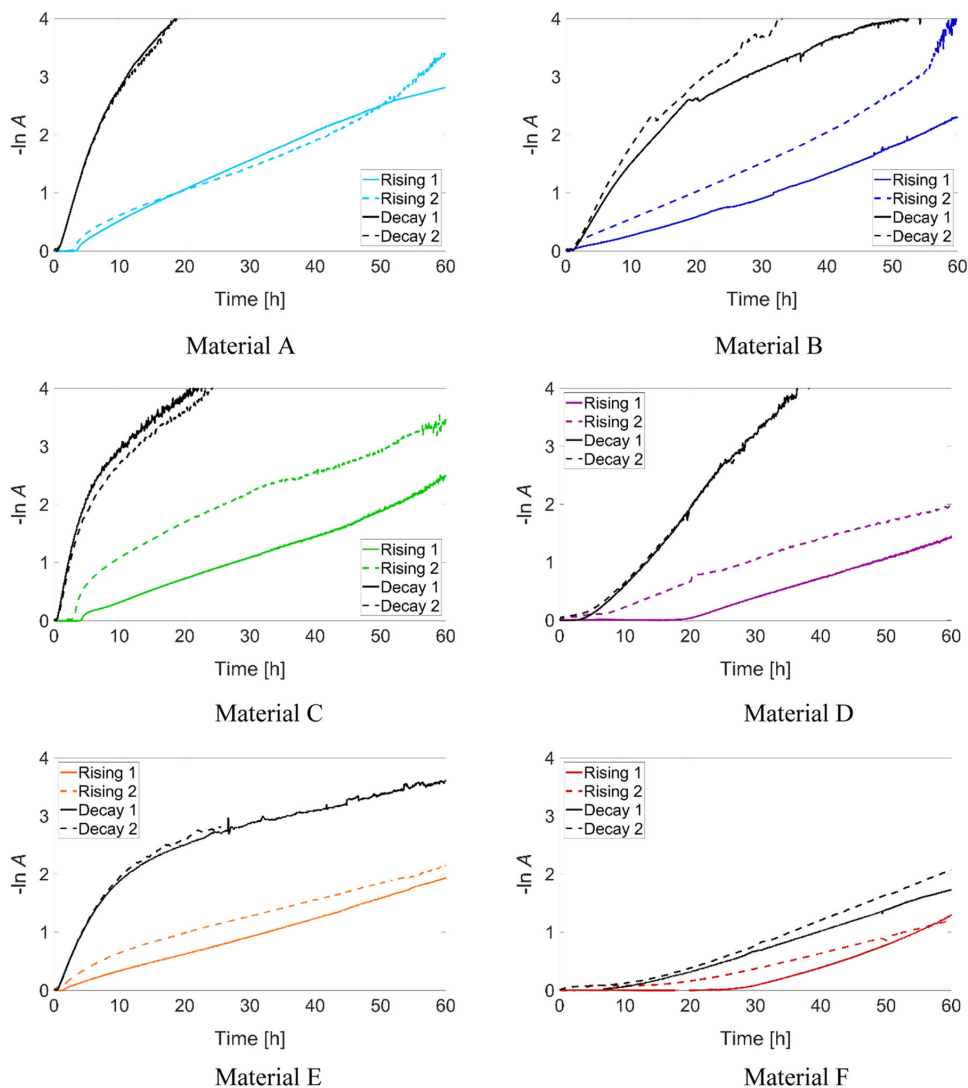 4
3
2
1
0
-ln A
Rising 1
Rising 2
Decay 1
Decay 2
0 10 20 30 40 50 60
Time [h]
Material A
4
3
2
1
0
-ln A
Rising 1
Rising 2
Decay 1
Decay 2
0 10 20 30 40 50 60
Time [h]
Material B
4
3
2
1
0
-ln A
Rising 1
Rising 2
Decay 1
Decay 2
0 10 20 30 40 50 60
Time [h]
Material C
4
3
2
1
0
-ln A
Rising 1
Rising 2
Decay 1
Decay 2
0 10 20 30 40 50 60
Time [h]
Material D
4
3
2
1
0
-ln A
Rising 1
Rising 2
Decay 1
Decay 2
0 10 20 30 40 50 60
Time [h]
Material E
4
3
2
1
0
-ln A
Rising 1
Rising 2
Decay 1
Decay 2
0 10 20 30 40 50 60
Time [h]
Material F